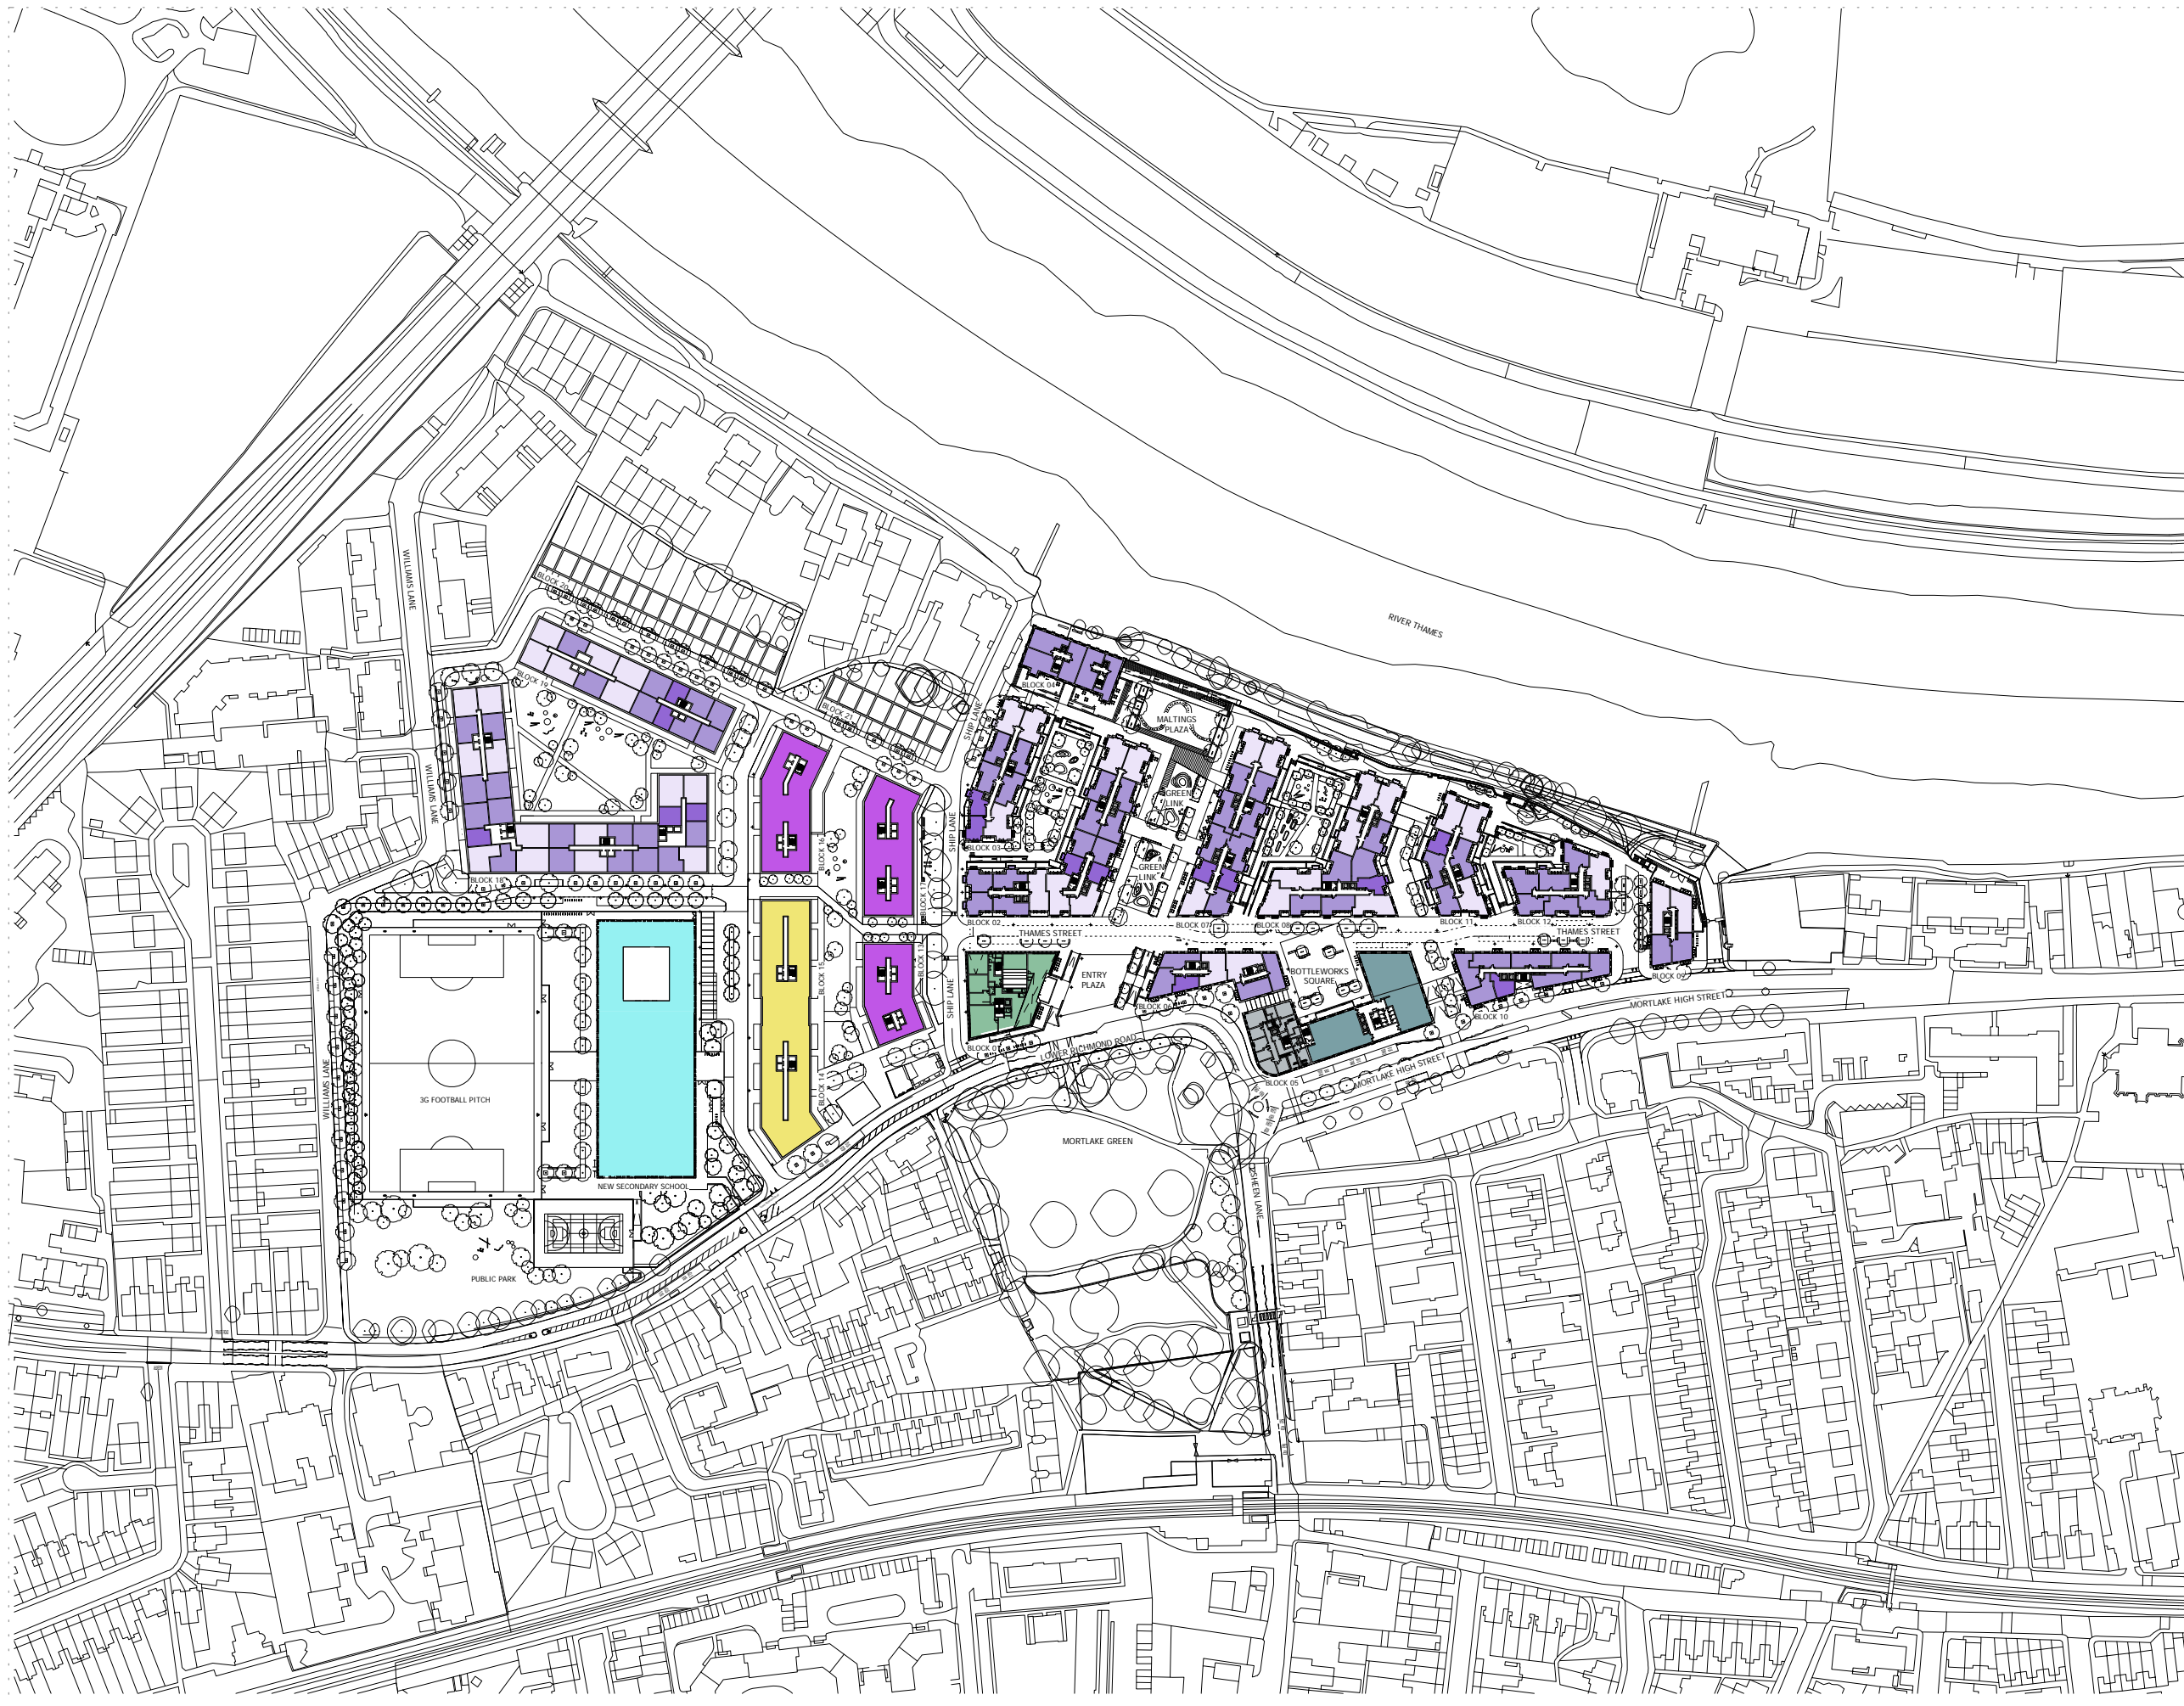 RIVER THAMES
WILLIAMS LANE
BLOCK 20
BLOCK 19
BLOCK 04
BLOCK 21
SHIP LANE
MALTINGS
PLAZA
WILLIAMS LANE
GREEN
LINK
SHIP LANE
BLOCK 16
BLOCK 03
GREEN
LINK
BLOCK 18
BLOCK 17
BLOCK 02
BLOCK 07
BLOCK 08
BLOCK 11
BLOCK 12
THAMES STREET
THAMES STREET
BLOCK 15
BLOCK 13
ENTRY
PLAZA
BOTTLEWORKS
SQUARE
BLOCK 09
SHIP LANE
BLOCK 06
MORTLAKE HIGH STREET
BLOCK 10
BLOCK 01
LOWER RICHMOND ROAD
MORTLAKE HIGH STREET
BLOCK 05
WILLIAMS LANE
3G FOOTBALL PITCH
BLOCK 14
MORTLAKE GREEN
SHEEN LANE
NEW SECONDARY SCHOOL
PUBLIC PARK